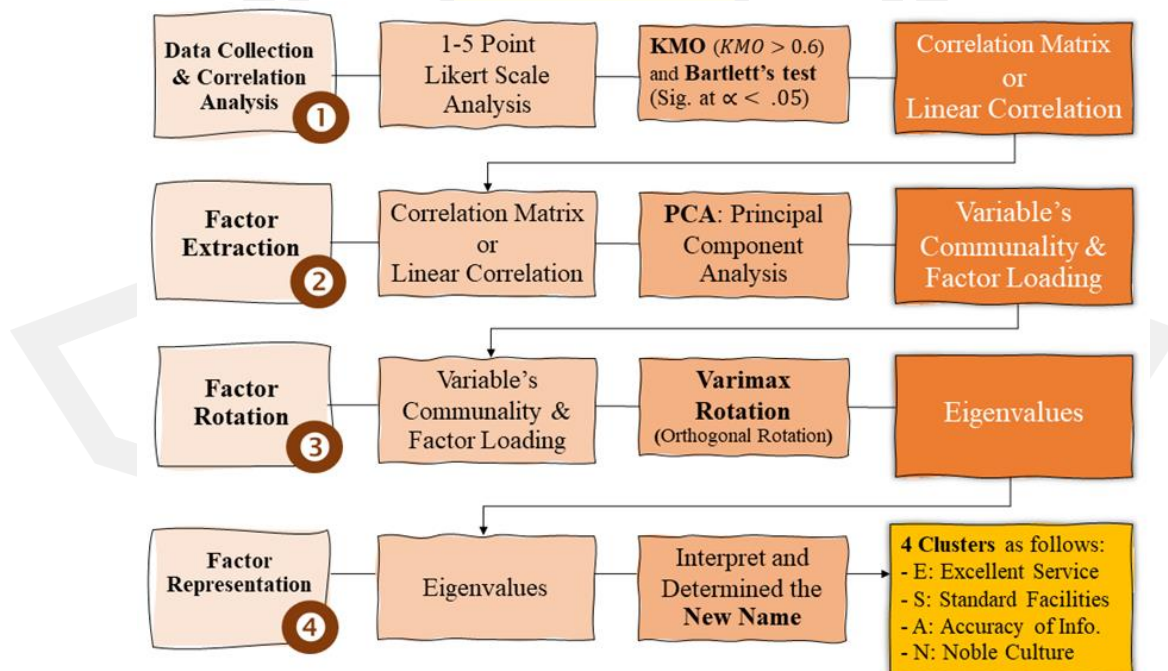 Data Collection
& Correlation
Analysis
1
1-5 Point
Likert Scale
Analysis
KMO (KMO > 0.6)
and Bartlett's test
(Sig. at ∝ < .05)
Correlation Matrix
or
Linear Correlation
Factor
Extraction
2
Correlation Matrix
or
Linear Correlation
PCA: Principal
Component
Analysis
Variable's
Communality &
Factor Loading
Factor
Rotation
3
Variable's
Communality &
Factor Loading
Varimax
Rotation
(Orthogonal Rotation)
Eigenvalues
Factor
Representation
4
Eigenvalues
Interpret and
Determined the
New Name
4 Clusters as follows:
- E: Excellent Service
- S: Standard Facilities
- A: Accuracy of Info.
- N: Noble Culture